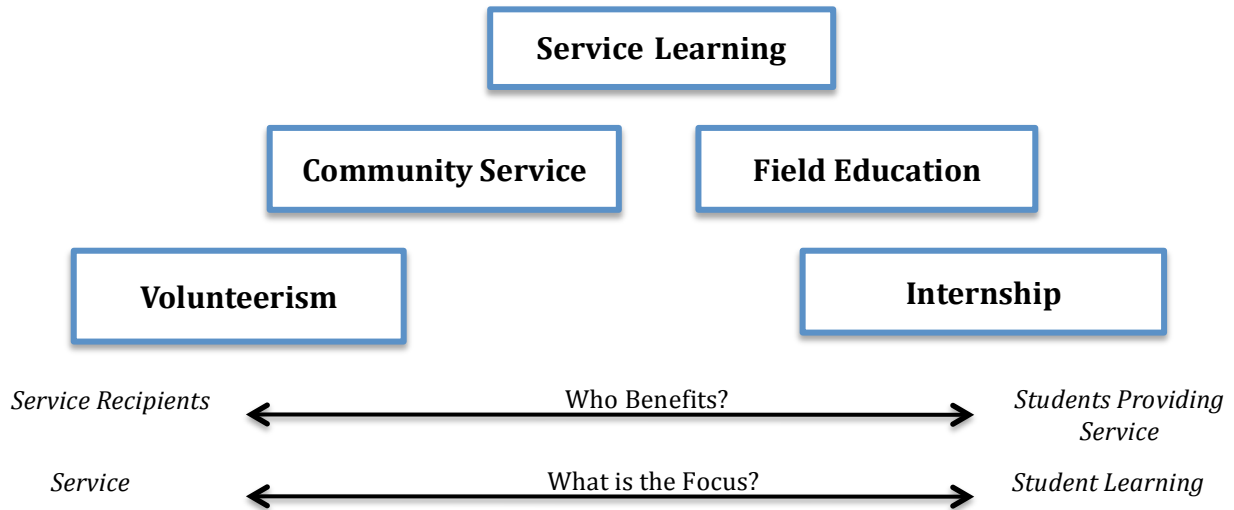 Service Learning
Community Service
Field Education
Volunteerism
Internship
Service Recipients
Who Benefits?
Students Providing
Service
Service
What is the Focus?
Student Learning